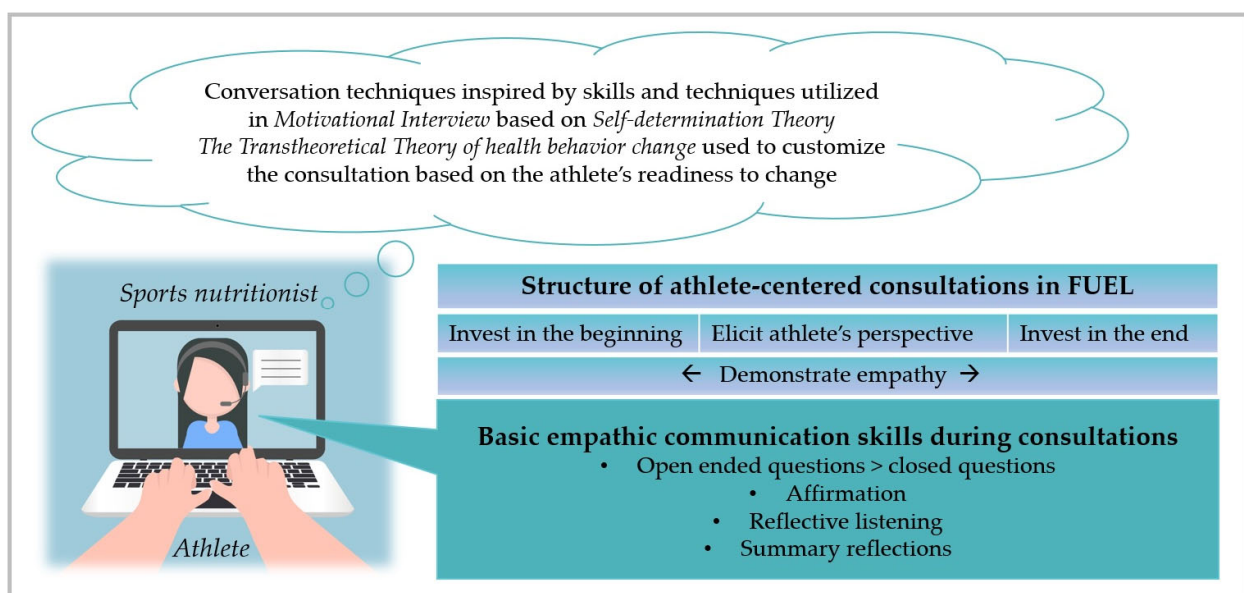 Conversation techniques inspired by skills and techniques utilized
in Motivational Interview based on Self-determination Theory
The Transtheoretical Theory of health behavior change used to customize
the consultation based on the athlete's readiness to change
Sports nutritionist
Athlete
Structure of athlete-centered consultations in FUEL
Invest in the beginning
Elicit athlete's perspective
Invest in the end
← Demonstrate empathy →
Basic empathic communication skills during consultations
• Open ended questions > closed questions
• Affirmation
• Reflective listening
• Summary reflections